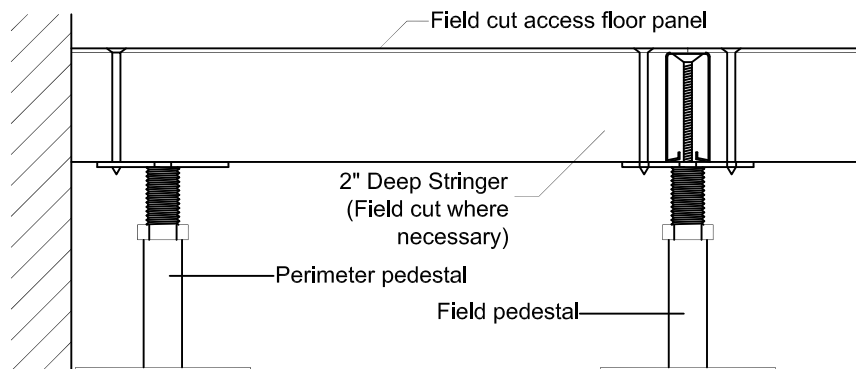 Field cut access floor panel
2" Deep Stringer
(Field cut where
necessary)
Perimeter pedestal
Field pedestal